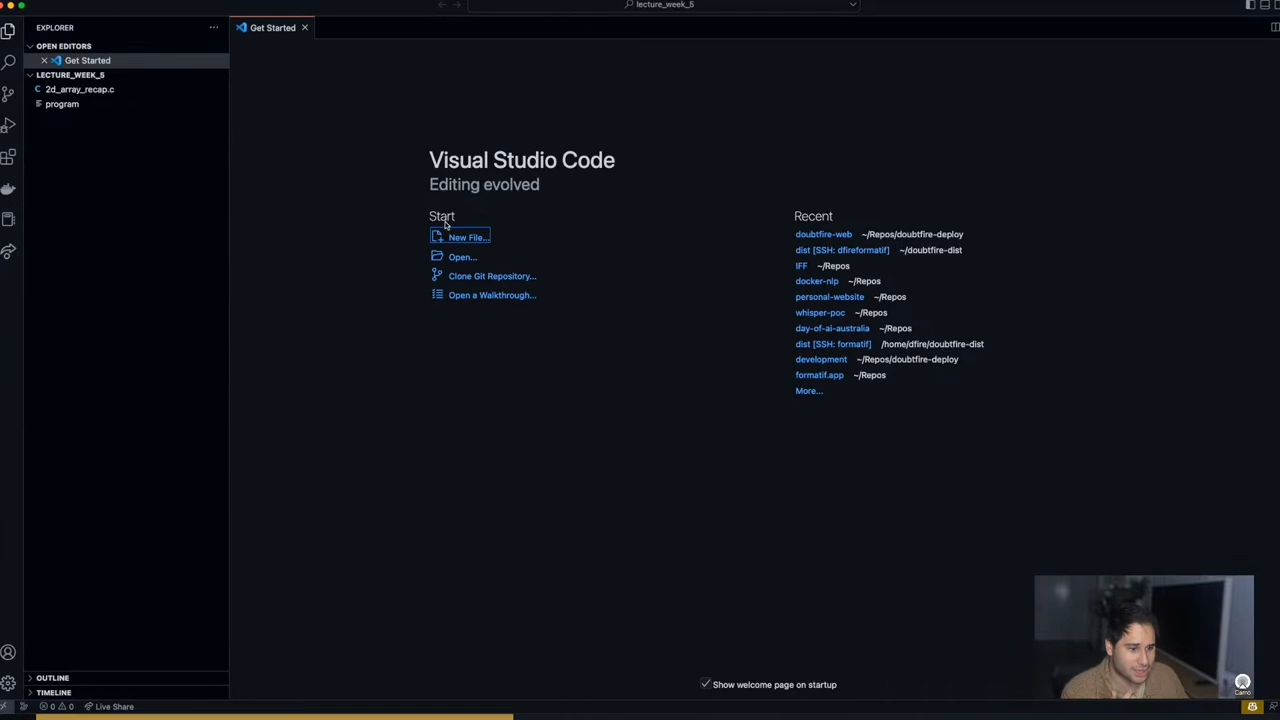 lecture_week_5
EXPLORER
Get Started
OPEN EDITORS
Get Started
LECTURE_WEEK_5
C 2d_array_recap.c
program
Visual Studio Code
Editing evolved
Start
New File...
Open...
Clone Git Repository...
Open a Walkthrough...
Recent
doubtfire-web ~/Repos/doubtfire-deploy
dist [SSH: dfireformatif] ~/doubtfire-dist
IFF ~/Repos
docker-nlp ~/Repos
personal-website ~/Repos
whisper-poc ~/Repos
day-of-ai-australia ~/Repos
dist [SSH: formatif] /home/dfire/doubtfire-dist
development ~/Repos/doubtfire-deploy
formatif.app ~/Repos
More...
Show welcome page on startup
OUTLINE
TIMELINE
0 0 Live Share
Camo